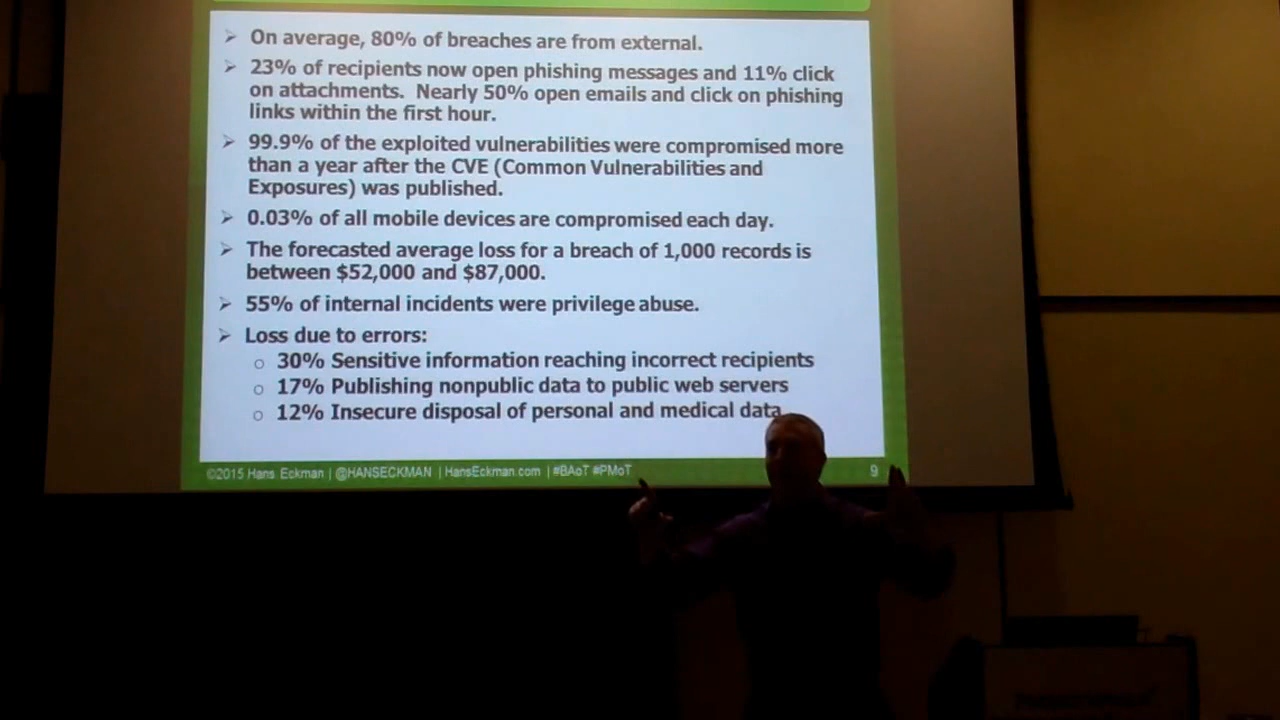 On average, 80% of breaches are from external.
23% of recipients now open phishing messages and 11% click
on attachments. Nearly 50% open emails and click on phishing
links within the first hour.
99.9% of the exploited vulnerabilities were compromised more
than a year after the CVE (Common Vulnerabilities and
Exposures) was published.
0.03% of all mobile devices are compromised each day.
The forecasted average loss for a breach of 1,000 records is
between $52,000 and $87,000.
55% of internal incidents were privilege abuse.
Loss due to errors:
30% Sensitive information reaching incorrect recipients
17% Publishing nonpublic data to public web servers
12% Insecure disposal of personal and medical data
©2015 Hans Eckman | @HANSECKMAN | HansEckman.com | #BAoT #PMoT 9